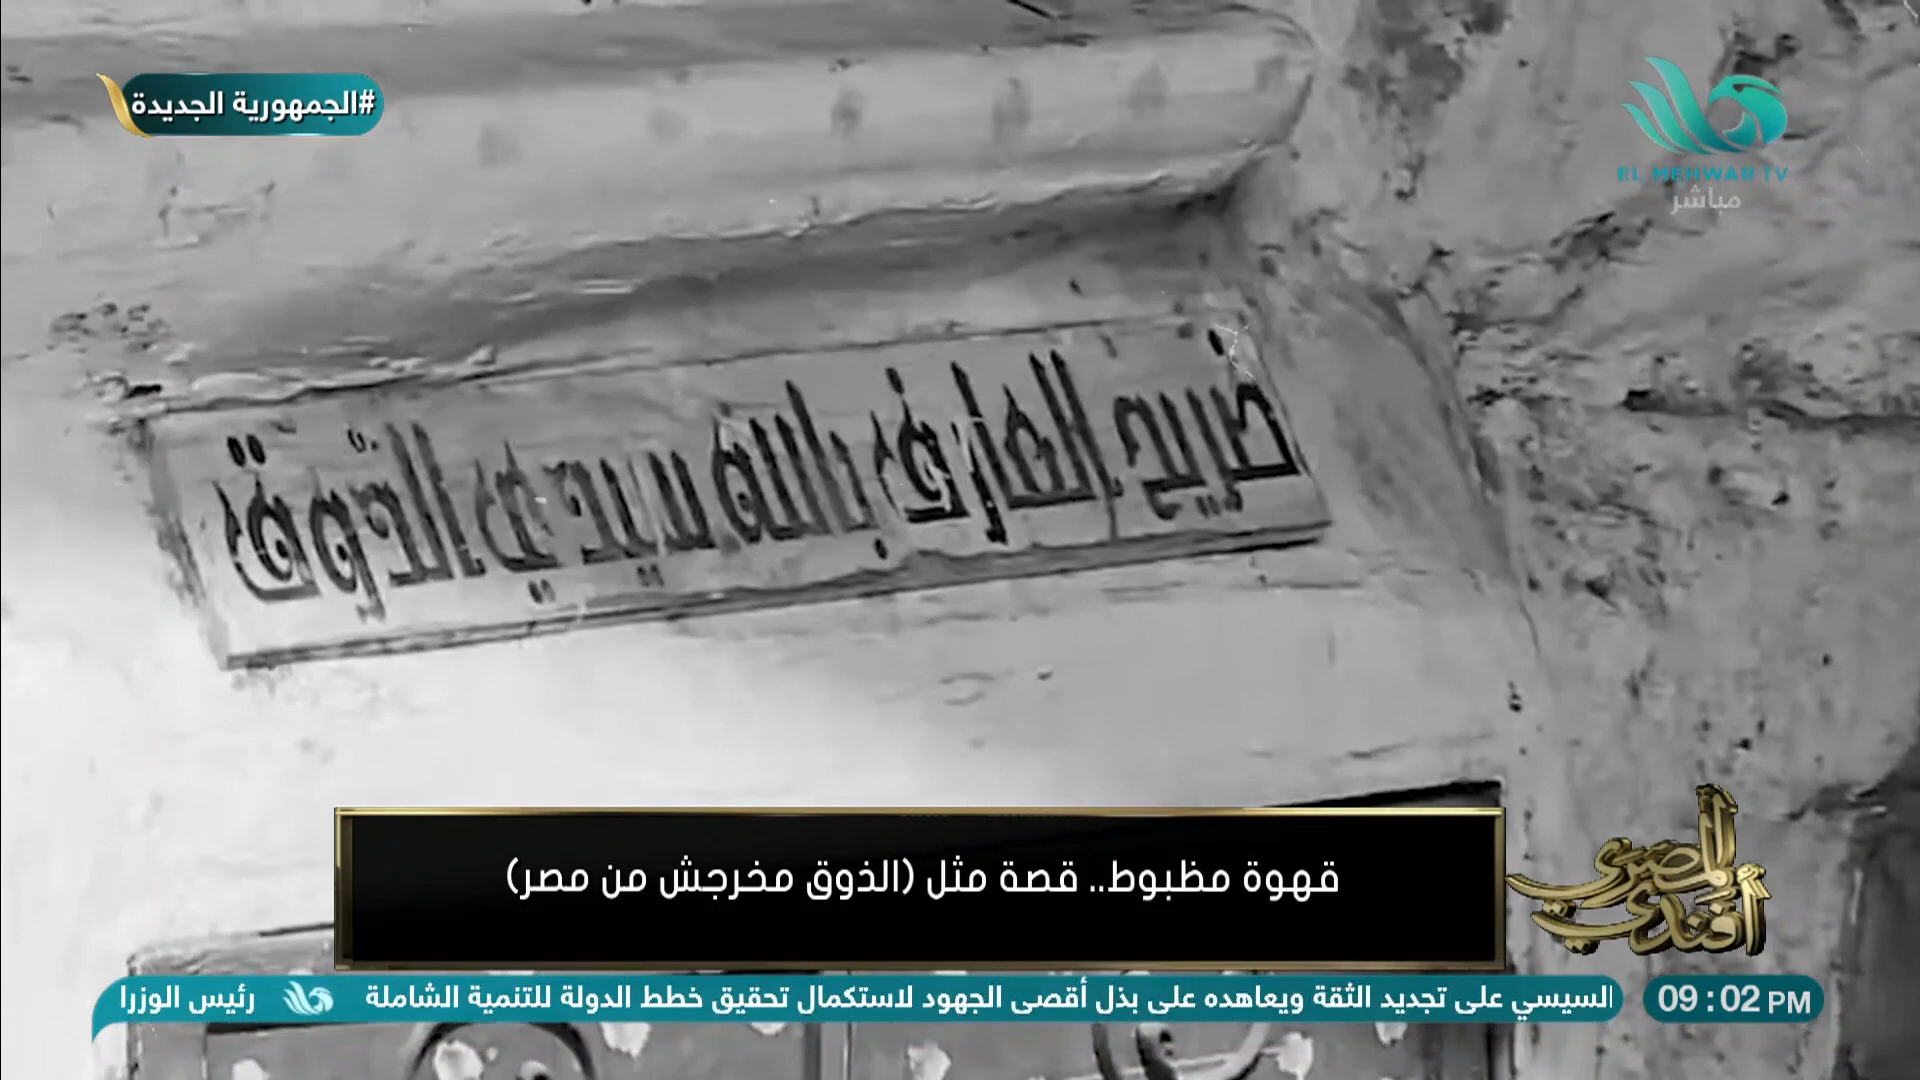 #الجمهورية الجديدة
EL MEHWAR TV
مباشر
ضريح العارف بالله سيدي الذوق
قهوة مظبوط.. قصة مثل (الذوق مخرجش من مصر)
المصري
أفندي
السيسي على تجديد الثقة ويعاهده على بذل أقصى الجهود لاستكمال تحقيق خطط الدولة للتنمية الشاملة رئيس الوزرا
09:02 PM